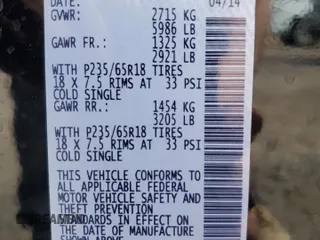 DATE: 04/14
GVWR: 2715 KG
5986 LB
GAWR FR.: 1325 KG
2921 LB
WITH P235/65R18 TIRES
18 X 7.5 RIMS AT 33 PSI
COLD SINGLE
GAWR RR.: 1454 KG
3205 LB
WITH P235/65R18 TIRES
18 X 7.5 RIMS AT 33 PSI
COLD SINGLE
THIS VEHICLE CONFORMS TO
ALL APPLICABLE FEDERAL
MOTOR VEHICLE SAFETY AND
THEFT PREVENTION
STANDARDS IN EFFECT ON
THE DATE OF MANUFACTURE
SHOWN ABOVE